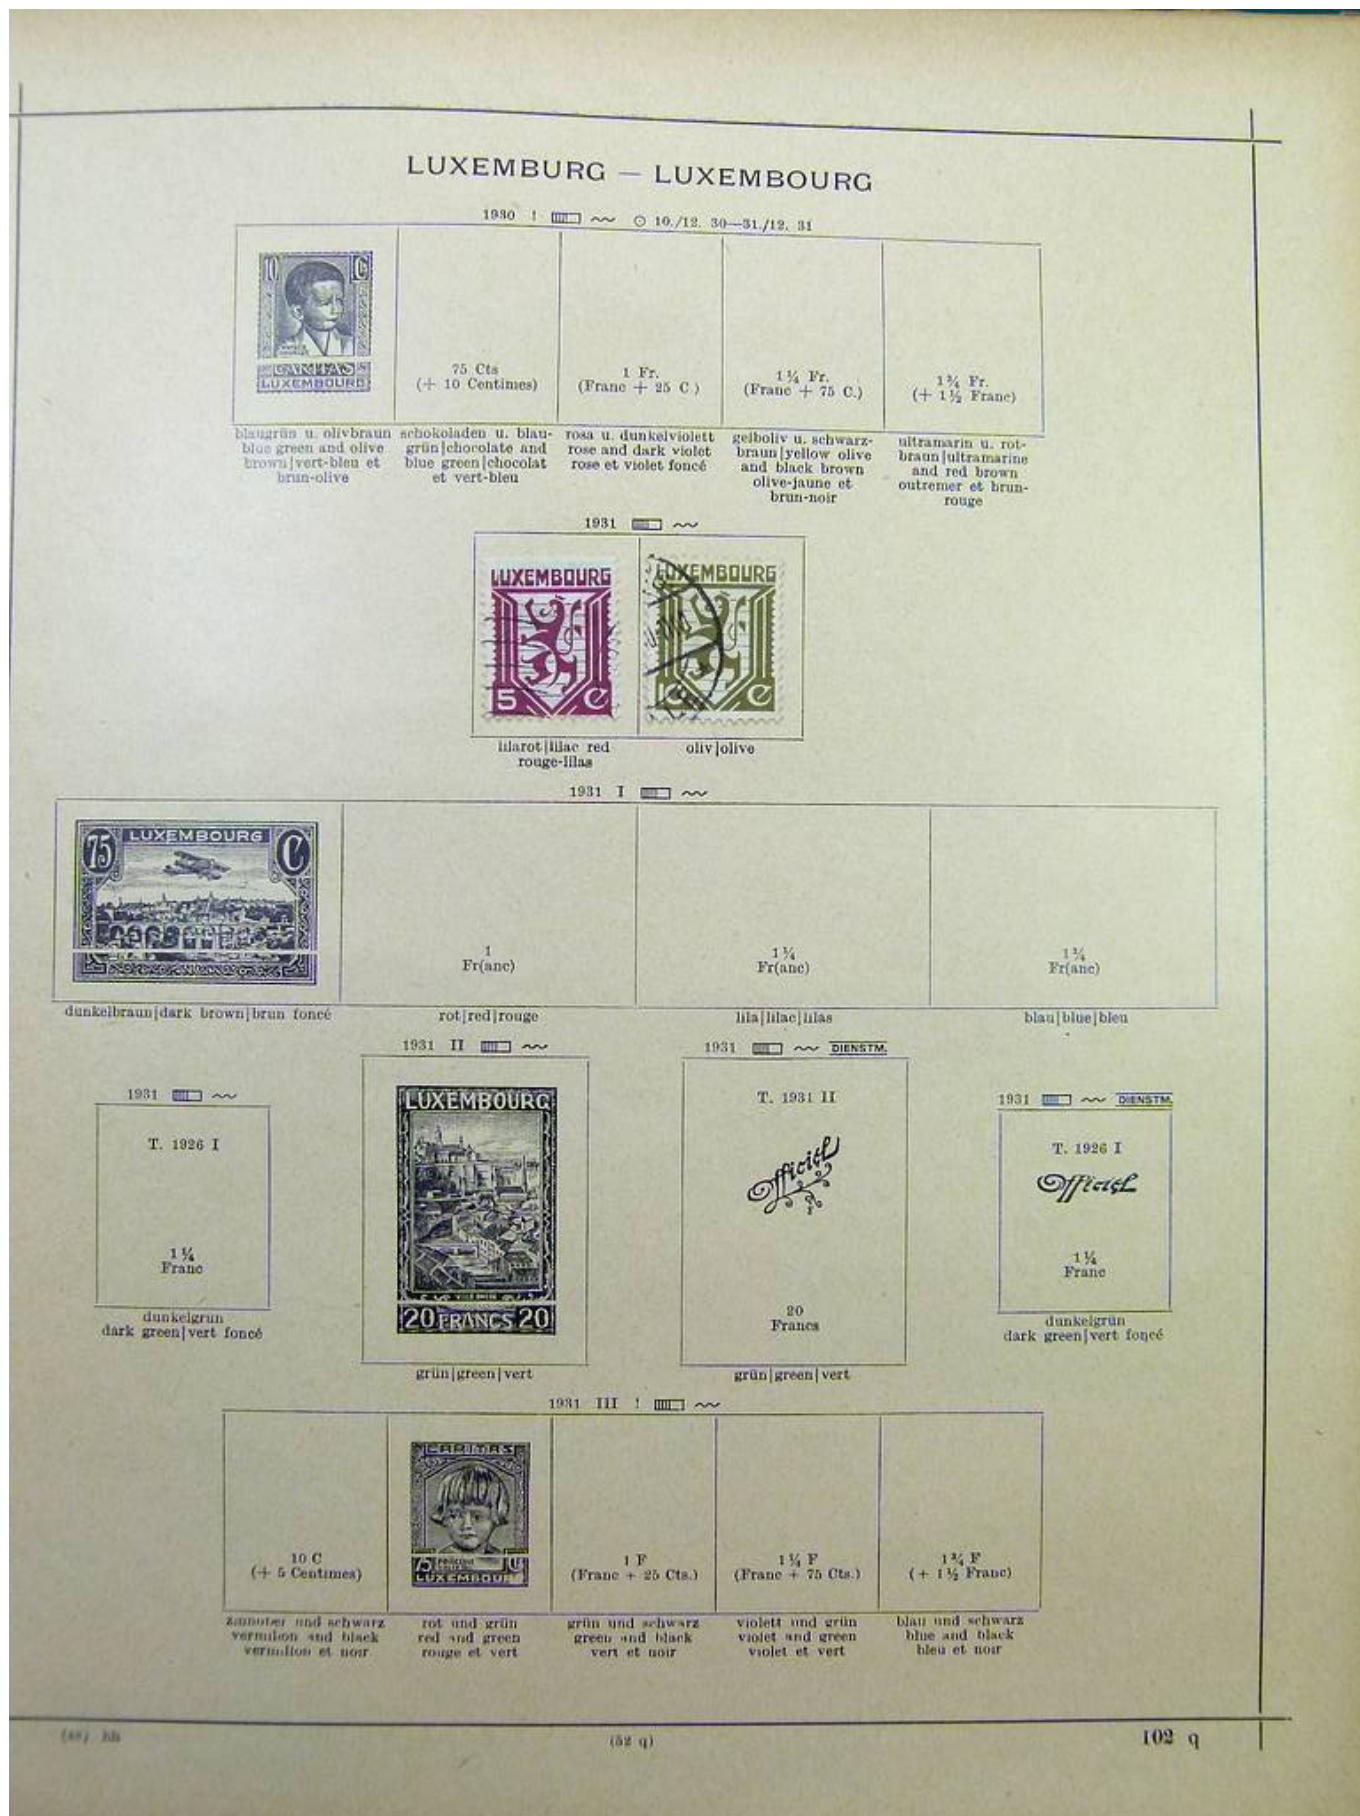 LUXEMBURG — LUXEMBOURG
1930 ! ⊙ 10./12. 30—31./12. 31
10 C
CARITAS
LUXEMBOURG
75 Cts
(+ 10 Centimes)
1 Fr.
(Franc + 25 C.)
1¼ Fr.
(Franc + 75 C.)
1¾ Fr.
(+ 1½ Franc)
blaugrün u. olivbraun
blue green and olive
brown|vert-bleu et
brun-olive
schokoladen u. blau-
grün|chocolate and
blue green|chocolat
et vert-bleu
rosa u. dunkelviolett
rose and dark violet
rose et violet foncé
gelboliv u. schwarz-
braun|yellow olive
and black brown
olive-jaune et
brun-noir
ultramarin u. rot-
braun|ultramarine
and red brown
outremer et brun-
rouge
1931
LUXEMBOURG
5 C
LUXEMBOURG
10 C
lilarot|lilac red
rouge-lilas
oliv|olive
1931 I
75 LUXEMBOURG C
1
Fr(anc)
1¼
Fr(anc)
1¾
Fr(anc)
dunkelbraun|dark brown|brun foncé
rot|red|rouge
lila|lilac|lilas
blau|blue|bleu
1931
T. 1926 I
1¼
Franc
dunkelgrün
dark green|vert foncé
1931 II
LUXEMBOURG
20 FRANCS 20
grün|green|vert
1931 DIENSTM.
T. 1931 II
Officiel
20
Francs
grün|green|vert
1931 DIENSTM.
T. 1926 I
Officiel
1¼
Franc
dunkelgrün
dark green|vert foncé
1931 III !
10 C
(+ 5 Centimes)
CARITAS
75 C
LUXEMBOURG
1 F
(Franc + 25 Cts.)
1¼ F
(Franc + 75 Cts.)
1¾ F
(+ 1½ Franc)
zinnober und schwarz
vermilion and black
vermillon et noir
rot und grün
red and green
rouge et vert
grün und schwarz
green and black
vert et noir
violett und grün
violet and green
violet et vert
blau und schwarz
blue and black
bleu et noir
(52 q)
102 q